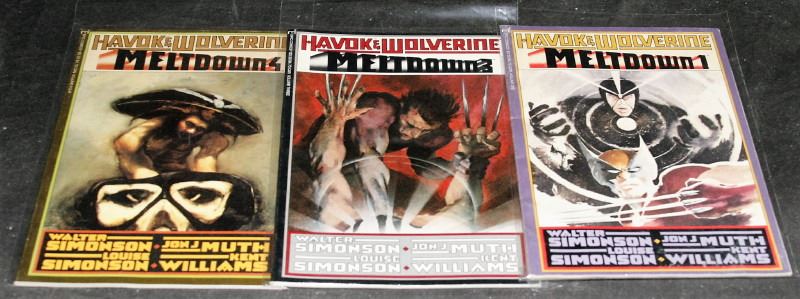 HAVOK & WOLVERINE
MELTDOWN 4
WALTER
SIMONSON • JON J MUTH
LOUISE KENT
SIMONSON • WILLIAMS
HAVOK & WOLVERINE
MELTDOWN 3
WALTER
SIMONSON • JON J MUTH
LOUISE KENT
SIMONSON • WILLIAMS
HAVOK & WOLVERINE
MELTDOWN 1
WALTER
SIMONSON • JON J MUTH
LOUISE KENT
SIMONSON • WILLIAMS